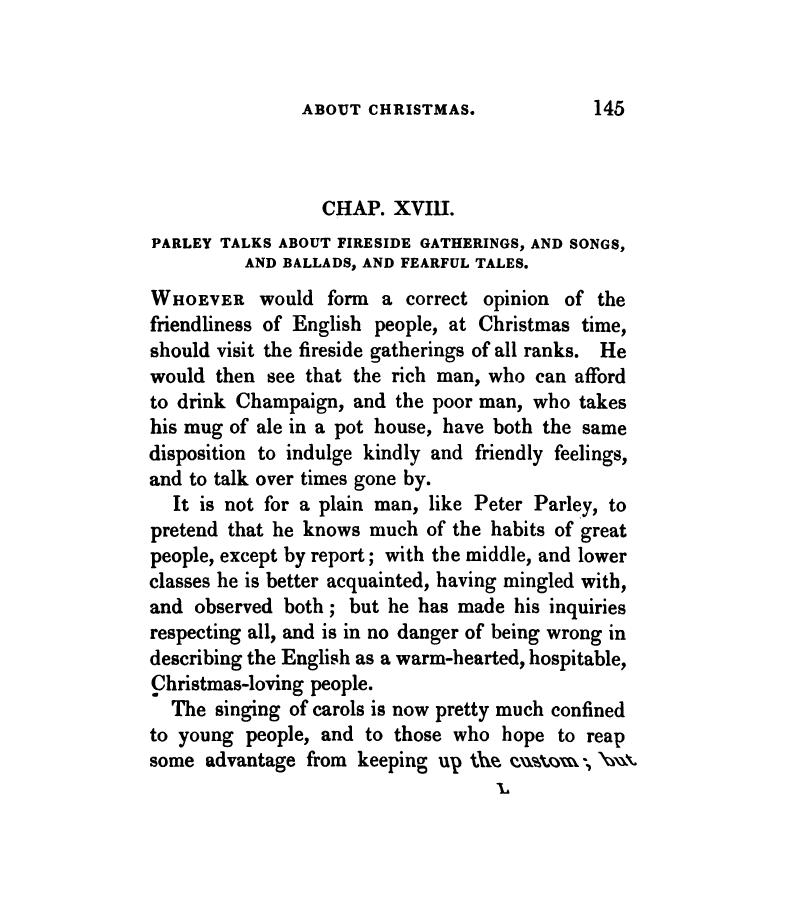 ABOUT CHRISTMAS. 145
CHAP. XVIII.
PARLEY TALKS ABOUT FIRESIDE GATHERINGS, AND SONGS,
AND BALLADS, AND FEARFUL TALES.
WHOEVER would form a correct opinion of the
friendliness of English people, at Christmas time,
should visit the fireside gatherings of all ranks. He
would then see that the rich man, who can afford
to drink Champaign, and the poor man, who takes
his mug of ale in a pot house, have both the same
disposition to indulge kindly and friendly feelings,
and to talk over times gone by.
It is not for a plain man, like Peter Parley, to
pretend that he knows much of the habits of great
people, except by report; with the middle, and lower
classes he is better acquainted, having mingled with,
and observed both; but he has made his inquiries
respecting all, and is in no danger of being wrong in
describing the English as a warm-hearted, hospitable,
Christmas-loving people.
The singing of carols is now pretty much confined
to young people, and to those who hope to reap
some advantage from keeping up the custom; but
L